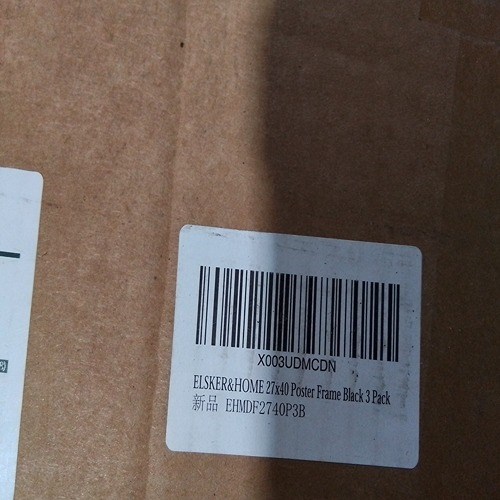 X003UDMCDN
ELSKER&HOME 27x40 Poster Frame Black 3 Pack
新品 EHMDF2740P3B